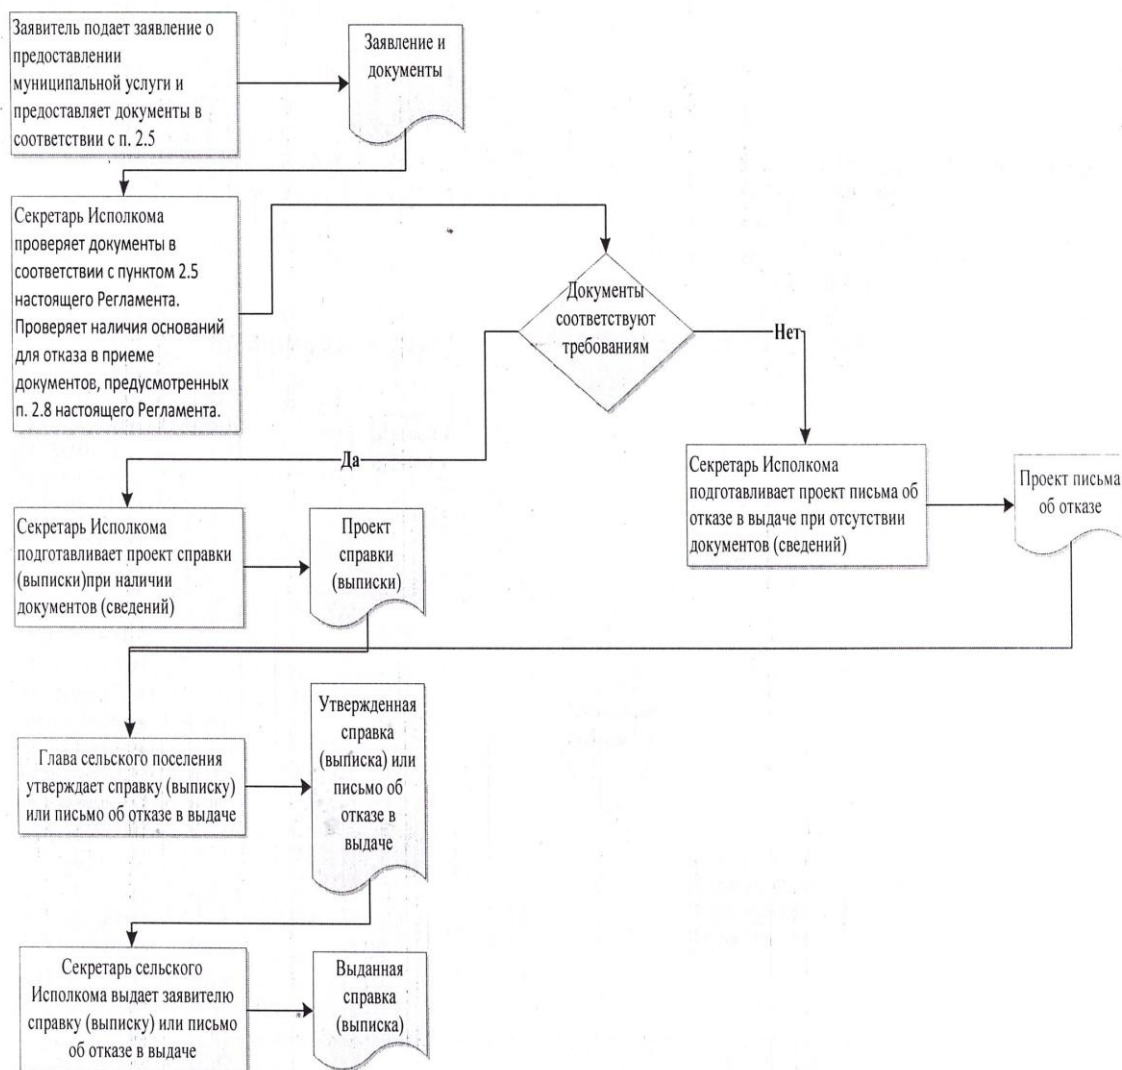 Заявитель подает заявление о
предоставлении
муниципальной услуги и
предоставляет документы в
соответствии с п. 2.5
Заявление и
документы
Секретарь Исполкома
проверяет документы в
соответствии с пунктом 2.5
настоящего Регламента.
Проверяет наличия оснований
для отказа в приеме
документов, предусмотренных
п. 2.8 настоящего Регламента.
Документы
соответствуют
требованиям
Нет
Да
Секретарь Исполкома
подготавливает проект письма об
отказе в выдаче при отсутствии
документов (сведений)
Проект письма
об отказе
Секретарь Исполкома
подготавливает проект справки
(выписки)при наличии
документов (сведений)
Проект
справки
(выписки)
Глава сельского поселения
утверждает справку (выписку)
или письмо об отказе в выдаче
Утвержденная
справка
(выписка) или
письмо об
отказе в
выдаче
Секретарь сельского
Исполкома выдает заявителю
справку (выписку) или письмо
об отказе в выдаче
Выданная
справка
(выписка)